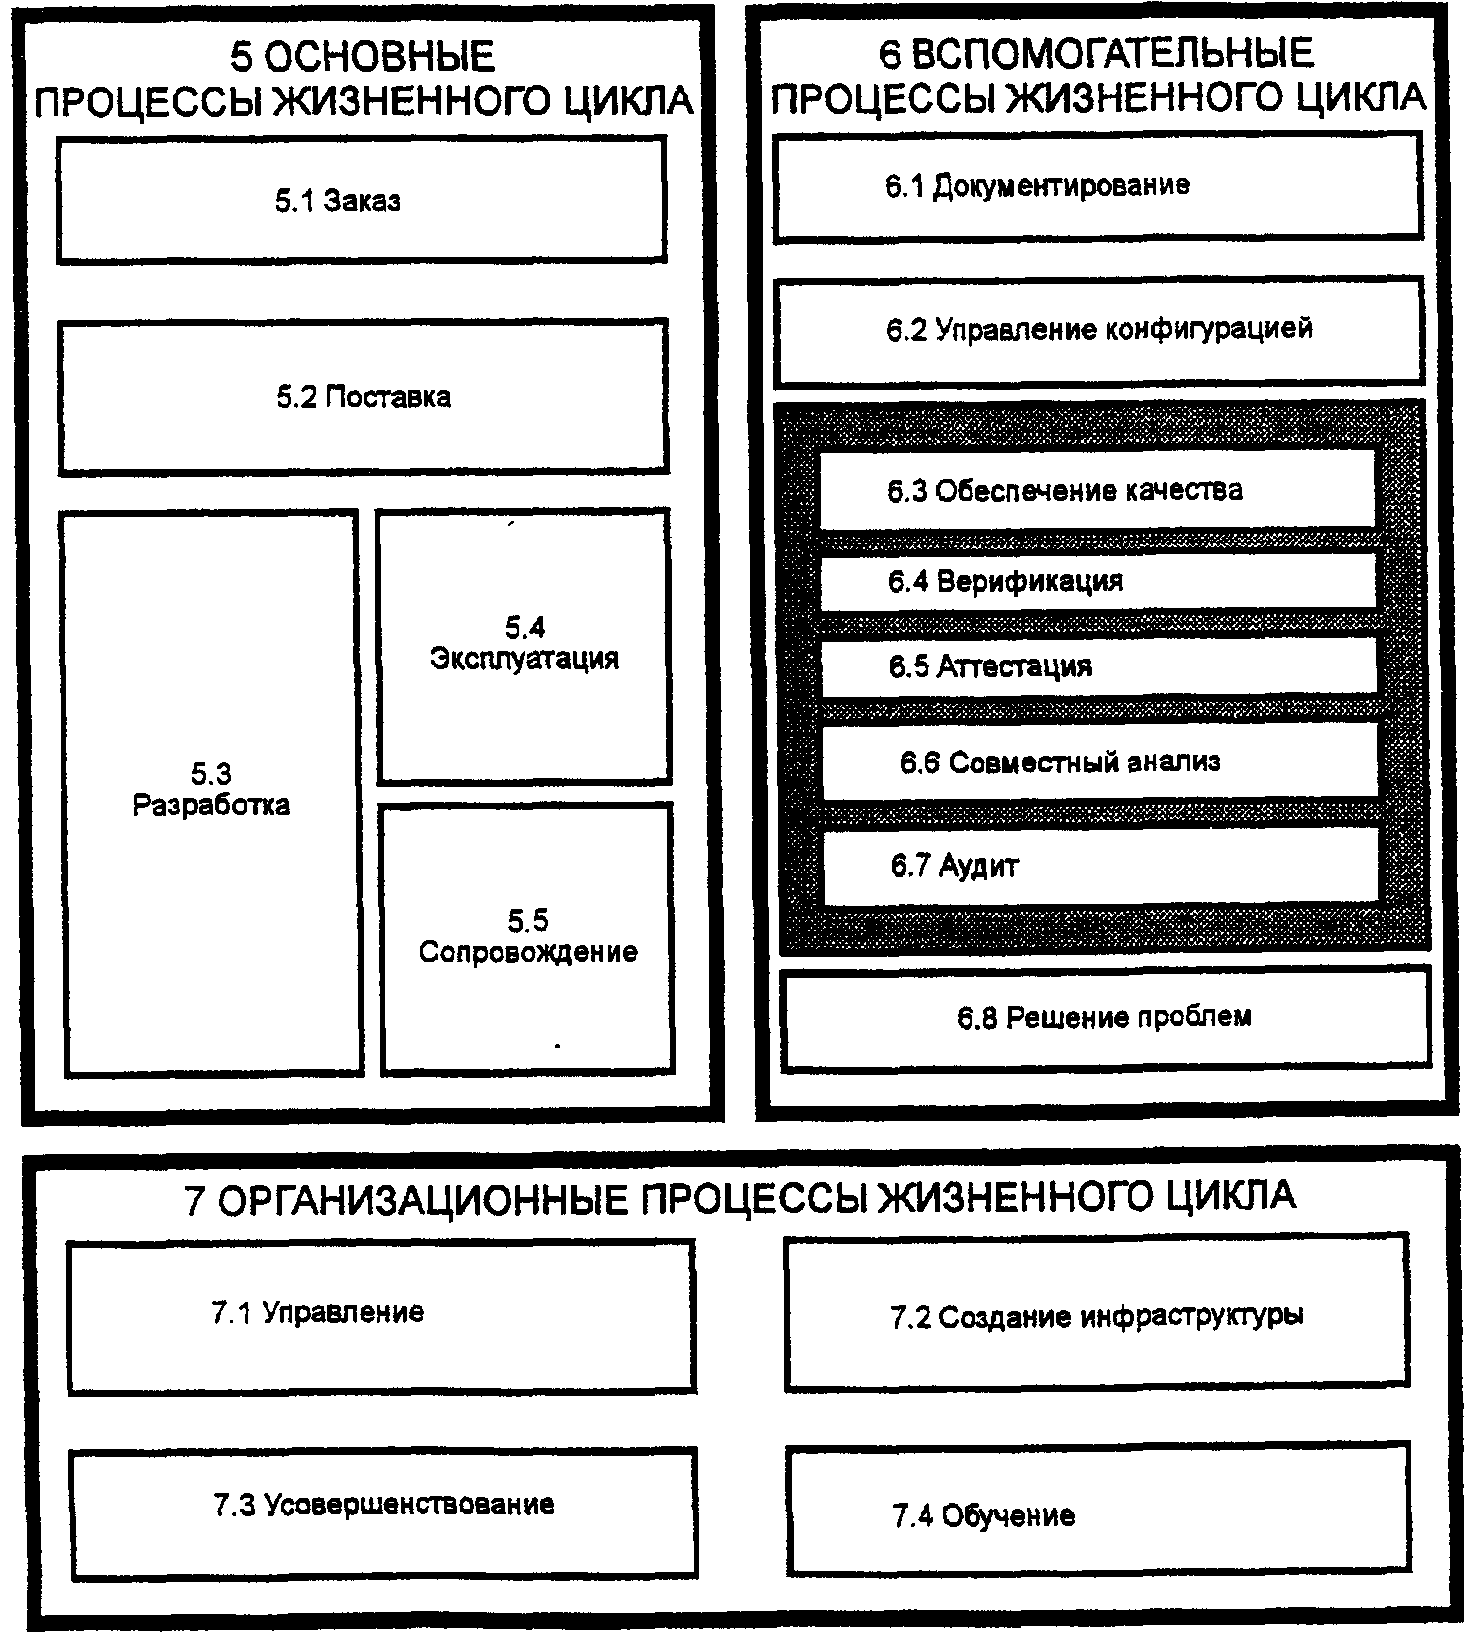 5 ОСНОВНЫЕ
ПРОЦЕССЫ ЖИЗНЕННОГО ЦИКЛА
5.1 Заказ
5.2 Поставка
5.3
Разработка
5.4
Эксплуатация
5.5
Сопровождение
6 ВСПОМОГАТЕЛЬНЫЕ
ПРОЦЕССЫ ЖИЗНЕННОГО ЦИКЛА
6.1 Документирование
6.2 Управление конфигурацией
6.3 Обеспечение качества
6.4 Верификация
6.5 Аттестация
6.6 Совместный анализ
6.7 Аудит
6.8 Решение проблем
7 ОРГАНИЗАЦИОННЫЕ ПРОЦЕССЫ ЖИЗНЕННОГО ЦИКЛА
7.1 Управление
7.2 Создание инфраструктуры
7.3 Усовершенствование
7.4 Обучение